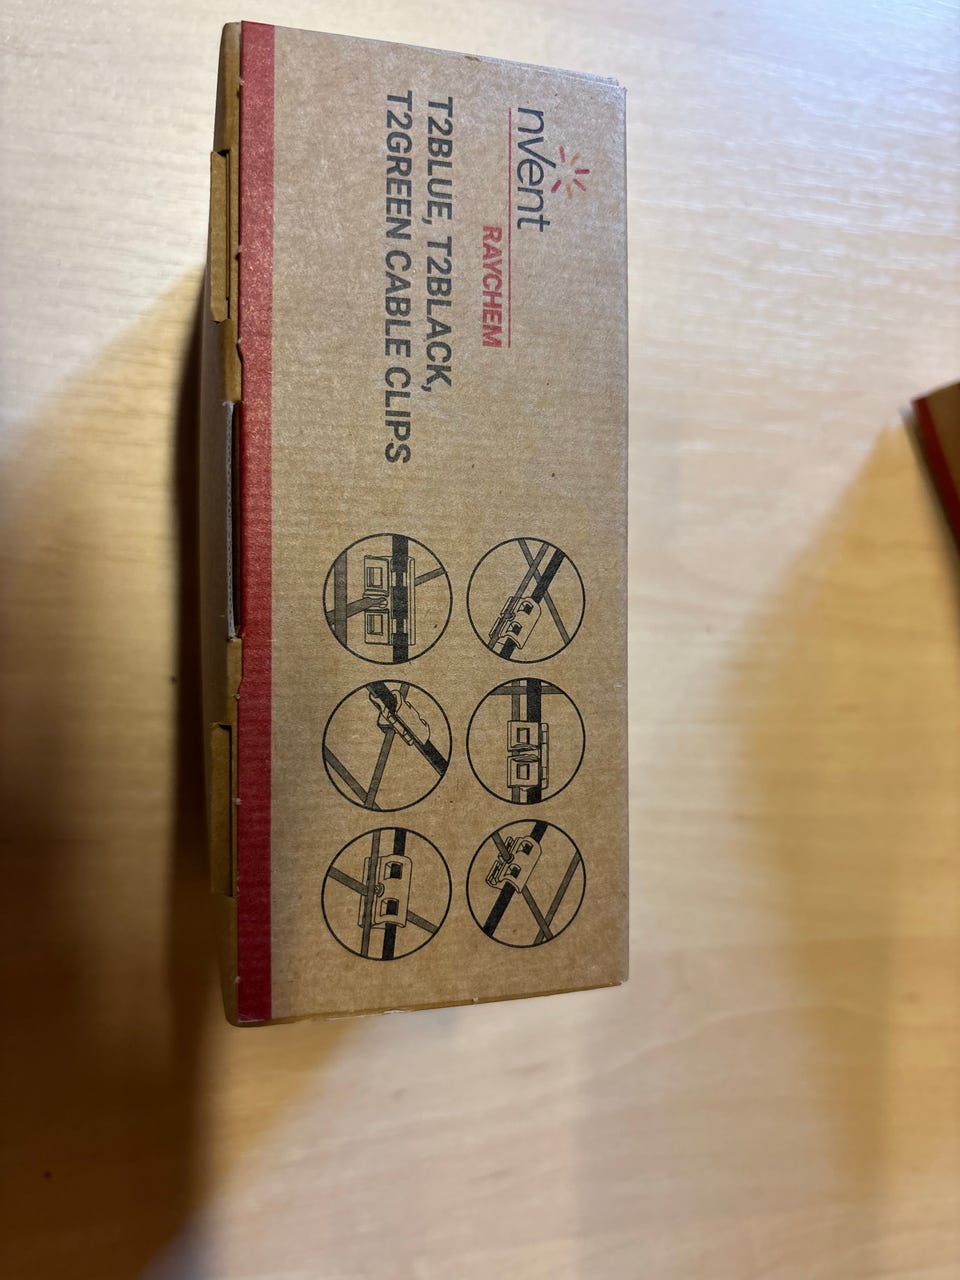 nVent
RAYCHEM
T2BLUE, T2BLACK,
T2GREEN CABLE CLIPS